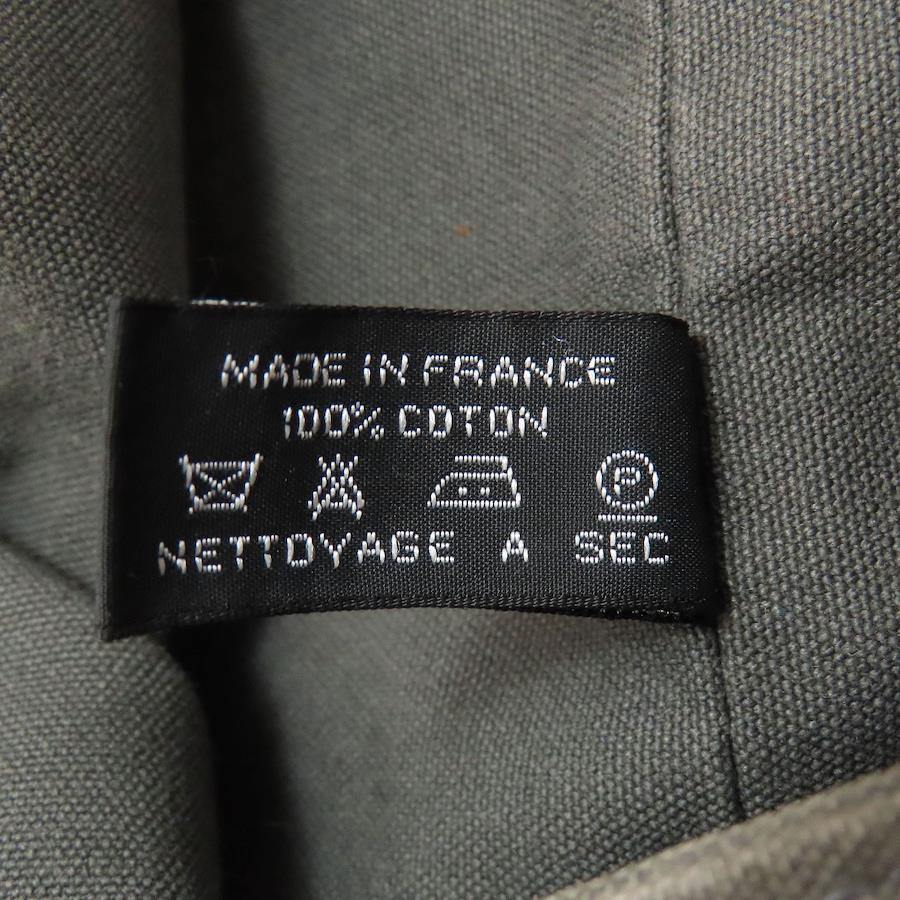 MADE IN FRANCE
100% COTON
P
NETTOYAGE A SEC